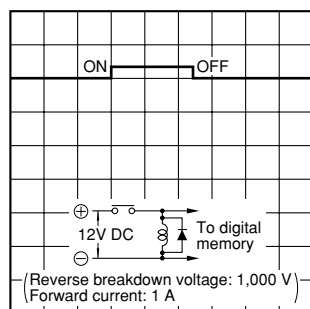 ON OFF
⊕
12V DC
To digital
memory
⊖
(Reverse breakdown voltage: 1,000 V
Forward current: 1 A)